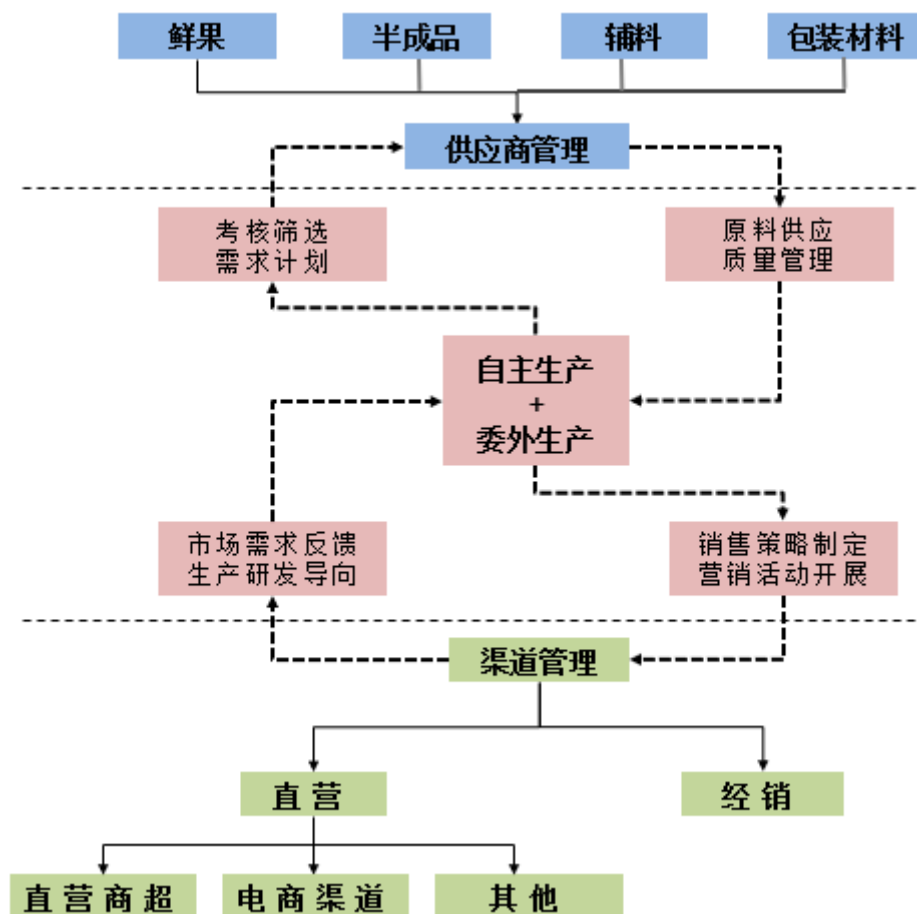 鲜果
半成品
辅料
包装材料
供应商管理
考核筛选
需求计划
原料供应
质量管理
自主生产
+
委外生产
市场需求反馈
生产研发导向
销售策略制定
营销活动开展
渠道管理
直营
经销
直营商超
电商渠道
其他